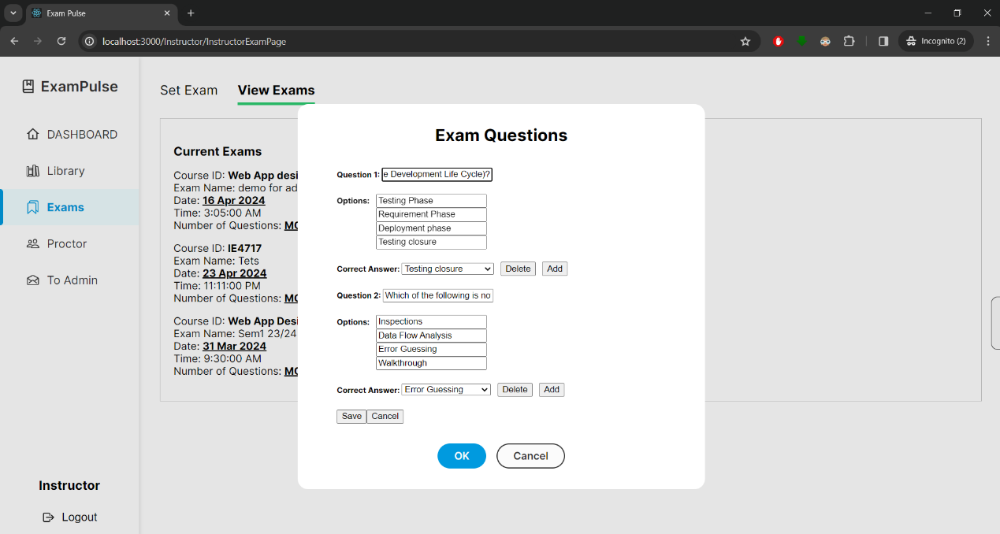 Exam Pulse
localhost:3000/Instructor/InstructorExamPage
Incognito (2)
ExamPulse
DASHBOARD
Library
Exams
Proctor
To Admin
Instructor
Logout
Set Exam
View Exams
Current Exams
Course ID: Web App desi
Exam Name: demo for ad
Date: 16 Apr 2024
Time: 3:05:00 AM
Number of Questions: MC
Course ID: IE4717
Exam Name: Tets
Date: 23 Apr 2024
Time: 11:11:00 PM
Number of Questions: MC
Course ID: Web App Desi
Exam Name: Sem1 23/24
Date: 31 Mar 2024
Time: 9:30:00 AM
Number of Questions: MC
Exam Questions
Question 1: e Development Life Cycle)?
Options: Testing Phase
Requirement Phase
Deployment phase
Testing closure
Correct Answer: Testing closure Delete Add
Question 2: Which of the following is no
Options: Inspections
Data Flow Analysis
Error Guessing
Walkthrough
Correct Answer: Error Guessing Delete Add
Save Cancel
OK Cancel